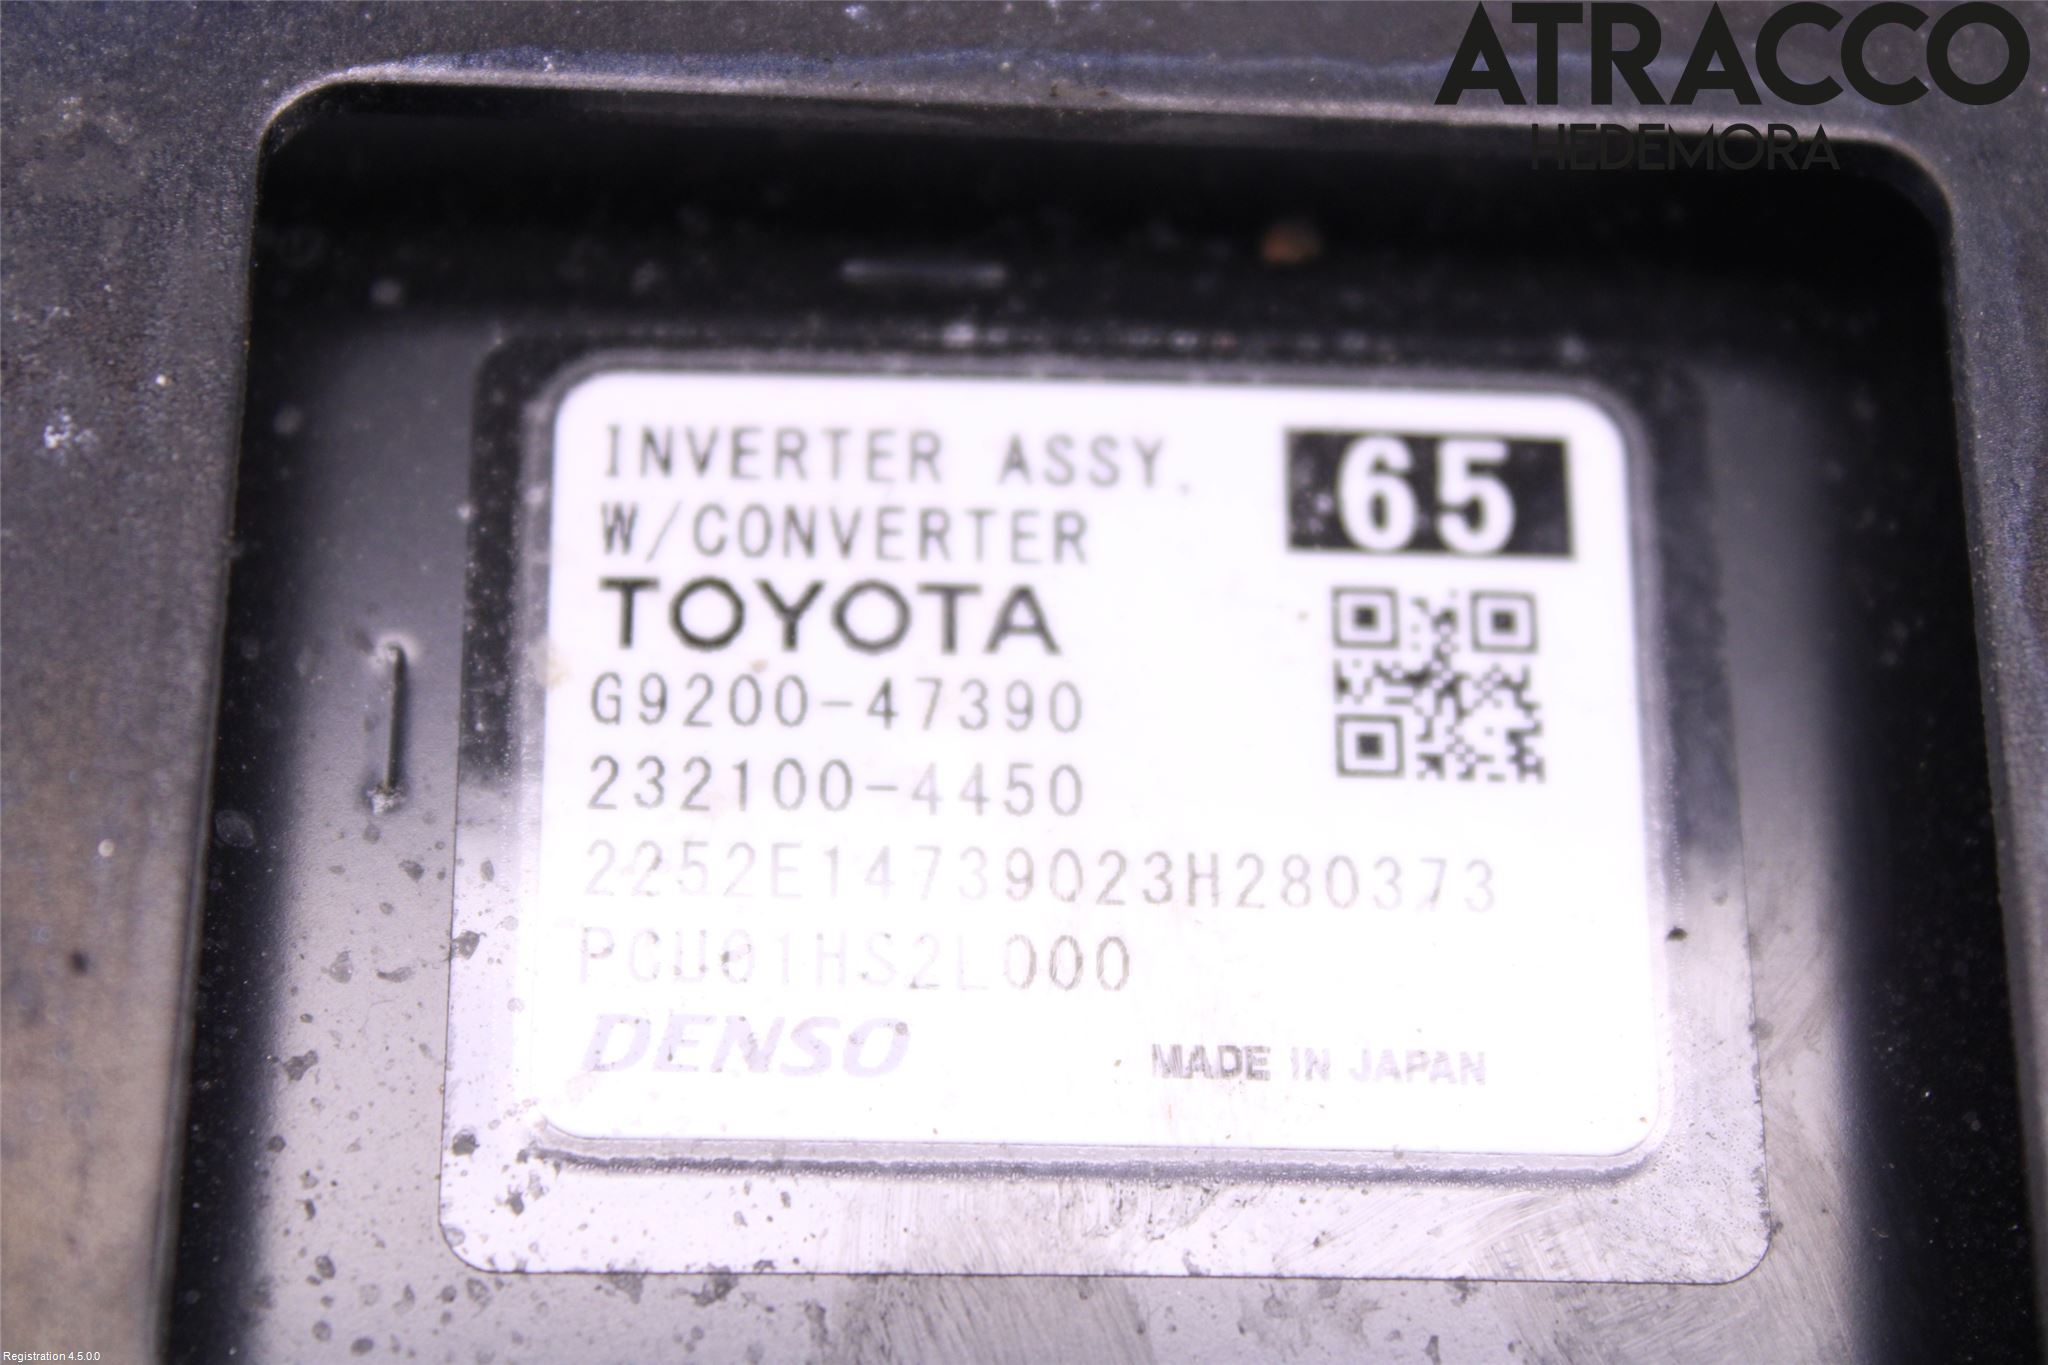 ATRACCO
HEDEMORA
INVERTER ASSY,
W/CONVERTER
65
TOYOTA
G9200-47390
232100-4450
2252E14739023H280373
PCU01HS2L000
DENSO
MADE IN JAPAN
Registration 4.5.0.0